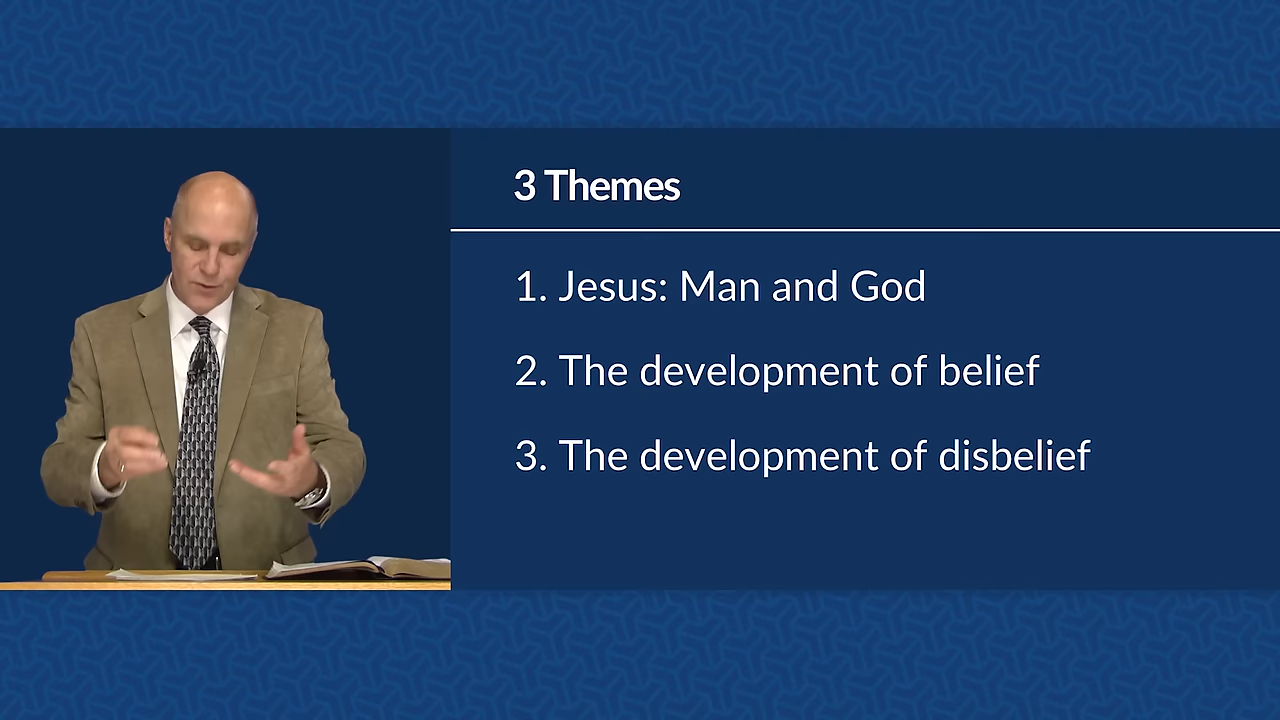 3 Themes
1. Jesus: Man and God
2. The development of belief
3. The development of disbelief